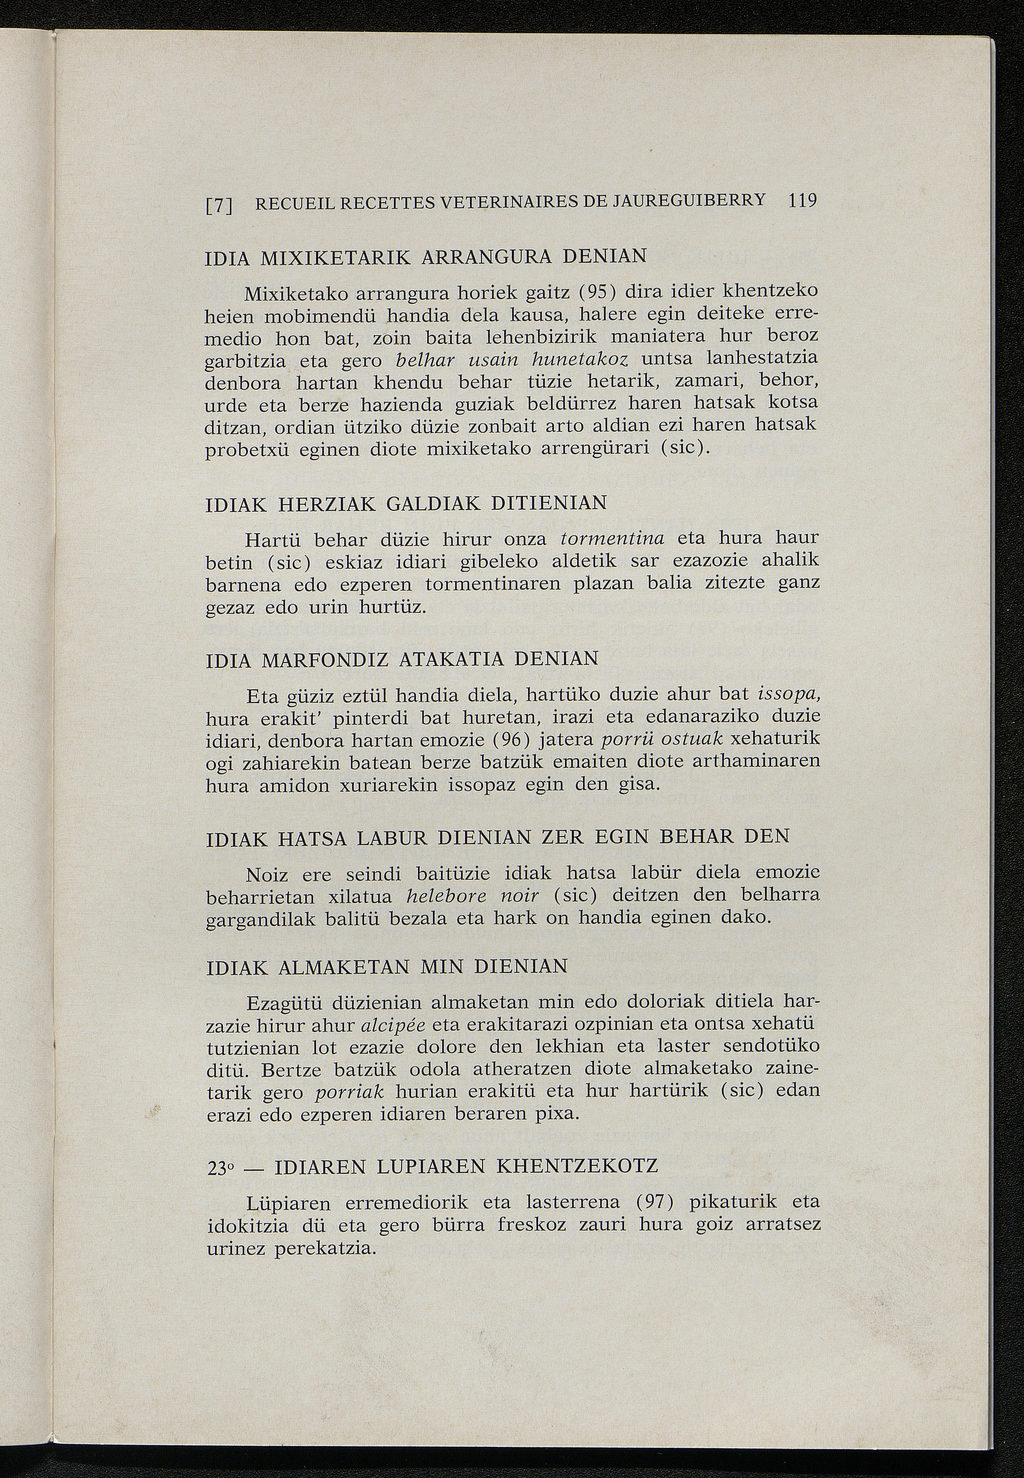 [7] RECUEIL RECETTES VETERINAIRES DE JAUREGUIBERRY 119
IDIA MIXIKETARIK ARRANGURA DENIAN
Mixiketako arrangura horiek gaitz (95) dira idier khentzeko
heien mobimendü handia dela kausa, halere egin deiteke erre-
medio hon bat, zoin baita lehenbizirik maniatera hur beroz
garbitzia eta gero belhar usain hunetakoz untsa lanhestatzia
denbora hartan khendu behar tüzie hetarik, zamari, behor,
urde eta berze hazienda guziak beldürrez haren hatsak kotsa
ditzan, ordian ütziko düzie zonbait arto aldian ezi haren hatsak
probetxü eginen diote mixiketako arrengürari (sic).
IDIAK HERZIAK GALDIAK DITIENIAN
Hartü behar düzie hirur onza tormentina eta hura haur
betin (sic) eskiaz idiari gibeleko aldetik sar ezazozie ahalik
barnena edo ezperen tormentinaren plazan balia zitezte ganz
gezaz edo urin hurtüz.
IDIA MARFONDIZ ATAKATIA DENIAN
Eta güziz eztül handia diela, hartüko duzie ahur bat issopa,
hura erakit' pinterdi bat huretan, irazi eta edanaraziko duzie
idiari, denbora hartan emozie (96) jatera porrü ostuak xehaturik
ogi zahiarekin batean berze batzük emaiten diote arthaminaren
hura amidon xuriarekin issopaz egin den gisa.
IDIAK HATSA LABUR DIENIAN ZER EGIN BEHAR DEN
Noiz ere seindi baitüzie idiak hatsa labür diela emozie
beharrietan xilatua helebore noir (sic) deitzen den belharra
gargandilak balitü bezala eta hark on handia eginen dako.
IDIAK ALMAKETAN MIN DIENIAN
Ezagütü düzienian almaketan min edo doloriak ditiela har-
zazie hirur ahur alcipée eta erakitarazi ozpinian eta ontsa xehatü
tutzienian lot ezazie dolore den lekhian eta laster sendotüko
ditü. Bertze batzük odola atheratzen diote almaketako zaine-
tarik gero porriak hurian erakitü eta hur hartürik (sic) edan
erazi edo ezperen idiaren beraren pixa.
23o — IDIAREN LUPIAREN KHENTZEKOTZ
Lüpiaren erremediorik eta lasterrena (97) pikaturik eta
idokitzia dü eta gero bürra freskoz zauri hura goiz arratsez
urinez perekatzia.